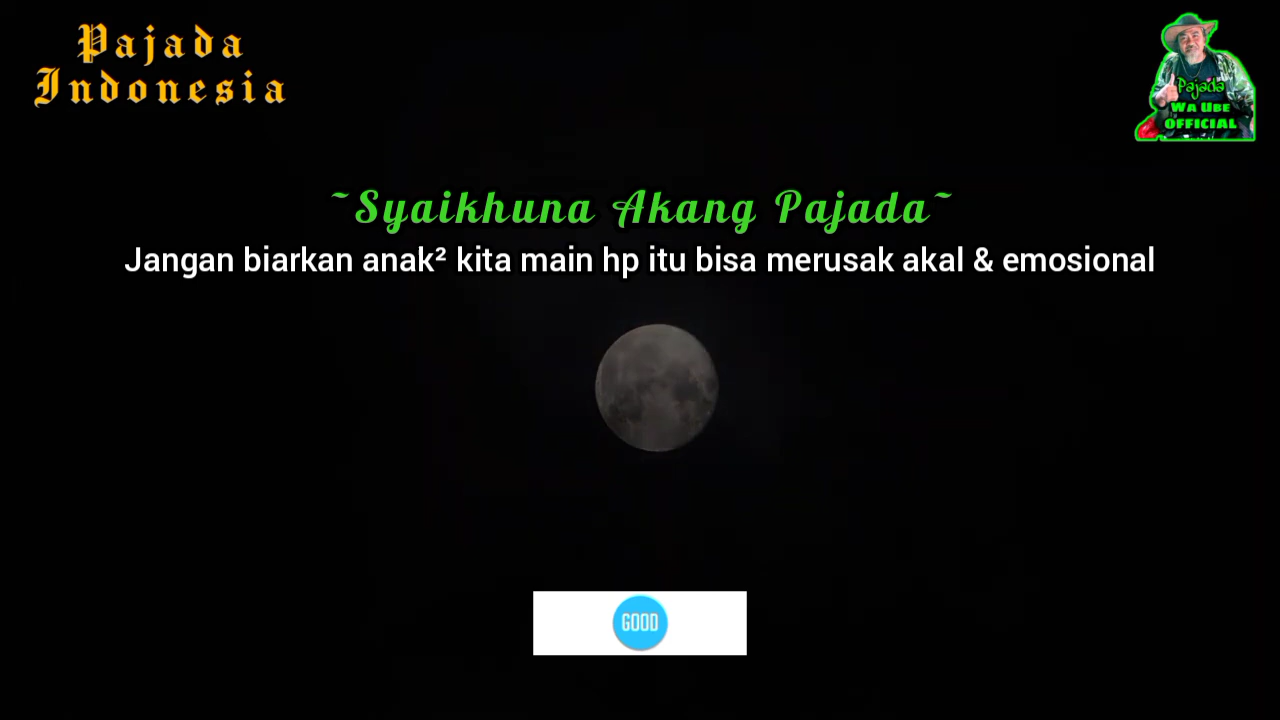 Pajada
Indonesia
Pajada
Wa Ube
OFFICIAL
~Syaikhuna Akang Pajada~
Jangan biarkan anak² kita main hp itu bisa merusak akal & emosional
GOOD